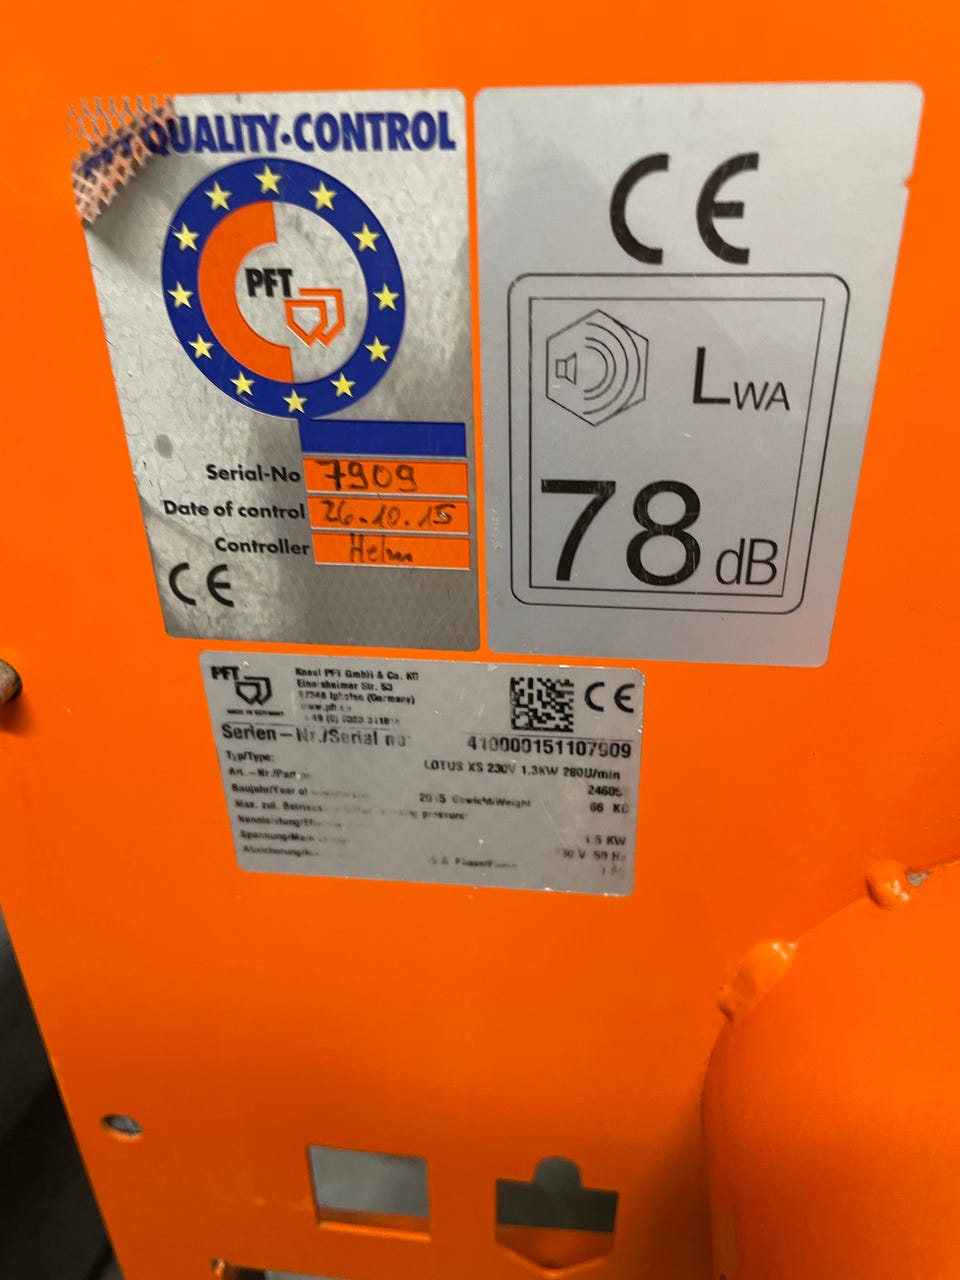 QUALITY·CONTROL
PFT
Serial-No 7909
Date of control 26.10.15
Controller
CE
CE
LWA
78 dB
PFT
MADE IN GERMANY
Knauf PFT GmbH & Co. KG
Einersheimer Str. 53
97346 Iphofen (Germany)
CE
Serien-Nr./Serial no: 410000151107909
Typ/Type: LOTUS XS 230V 1.3KW 280U/min
Art.-Nr./Part
Baujahr/Year of Gewicht/Weight 66 KG
Max. zul. Betriebs pressure:
Nennleistung 1.5 KW
Spannung/Main 50 Hz
Absicherung